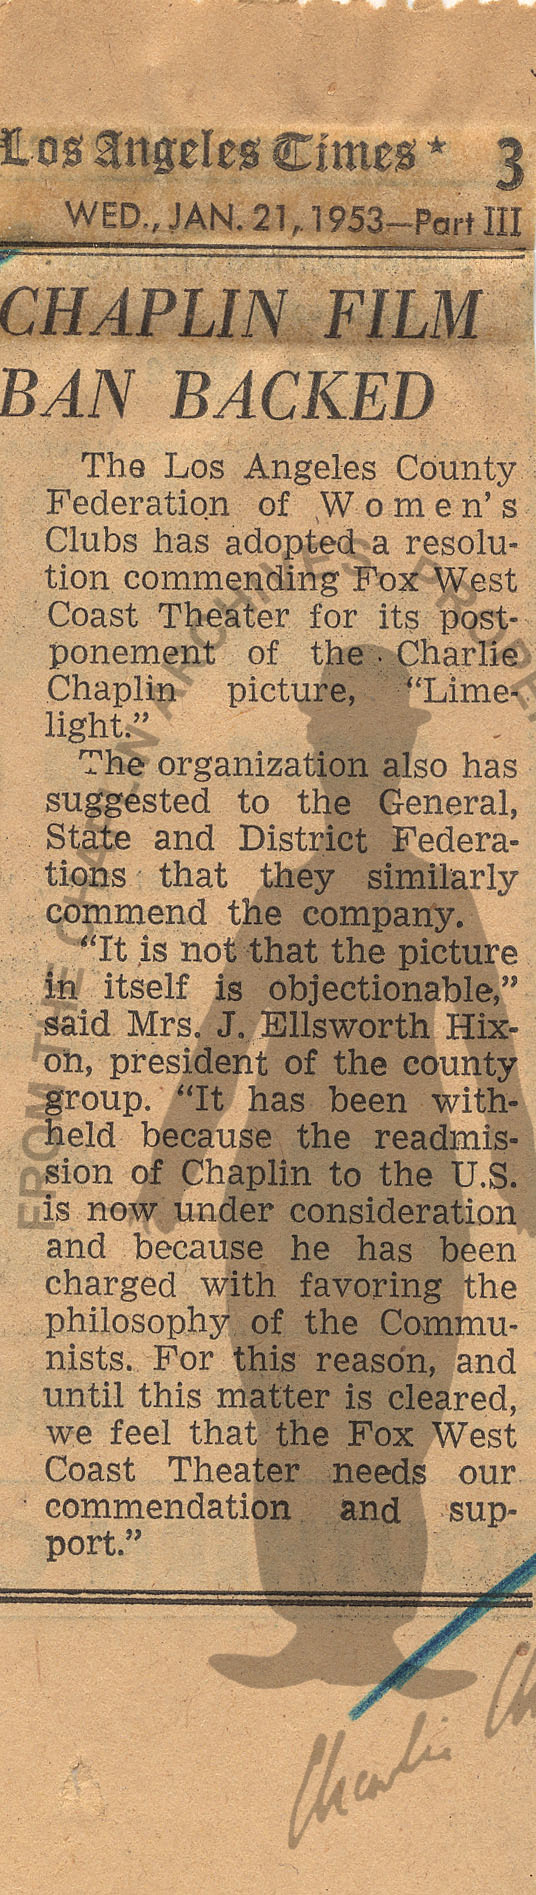 Los Angeles Times * 3
WED., JAN. 21, 1953—Part III
CHAPLIN FILM
BAN BACKED
The Los Angeles County
Federation of Women's
Clubs has adopted a resolu-
tion commending Fox West
Coast Theater for its post-
ponement of the Charlie
Chaplin picture, “Lime-
light.”
The organization also has
suggested to the General,
State and District Federa-
tions that they similarly
commend the company.
“It is not that the picture
in itself is objectionable,”
said Mrs. J. Ellsworth Hix-
on, president of the county
group. “It has been with-
held because the readmis-
sion of Chaplin to the U.S.
is now under consideration
and because he has been
charged with favoring the
philosophy of the Commu-
nists. For this reason, and
until this matter is cleared,
we feel that the Fox West
Coast Theater needs our
commendation and sup-
port.”
FROM THE CHAPLIN ARCHIVES
Charlie Ch